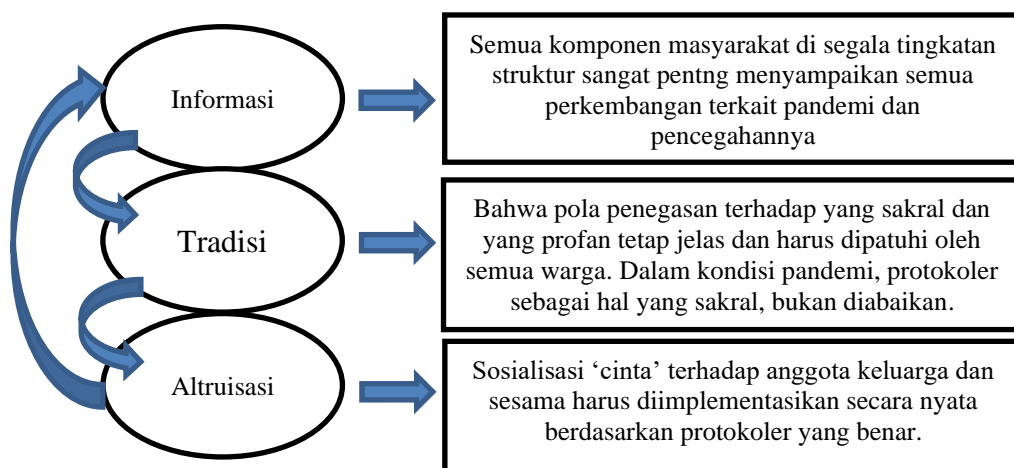 Informasi
Semua komponen masyarakat di segala tingkatan
struktur sangat pentng menyampaikan semua
perkembangan terkait pandemi dan
pencegahannya
Tradisi
Bahwa pola penegasan terhadap yang sakral dan
yang profan tetap jelas dan harus dipatuhi oleh
semua warga. Dalam kondisi pandemi, protokoler
sebagai hal yang sakral, bukan diabaikan.
Altruisasi
Sosialisasi ‘cinta’ terhadap anggota keluarga dan
sesama harus diimplementasikan secara nyata
berdasarkan protokoler yang benar.